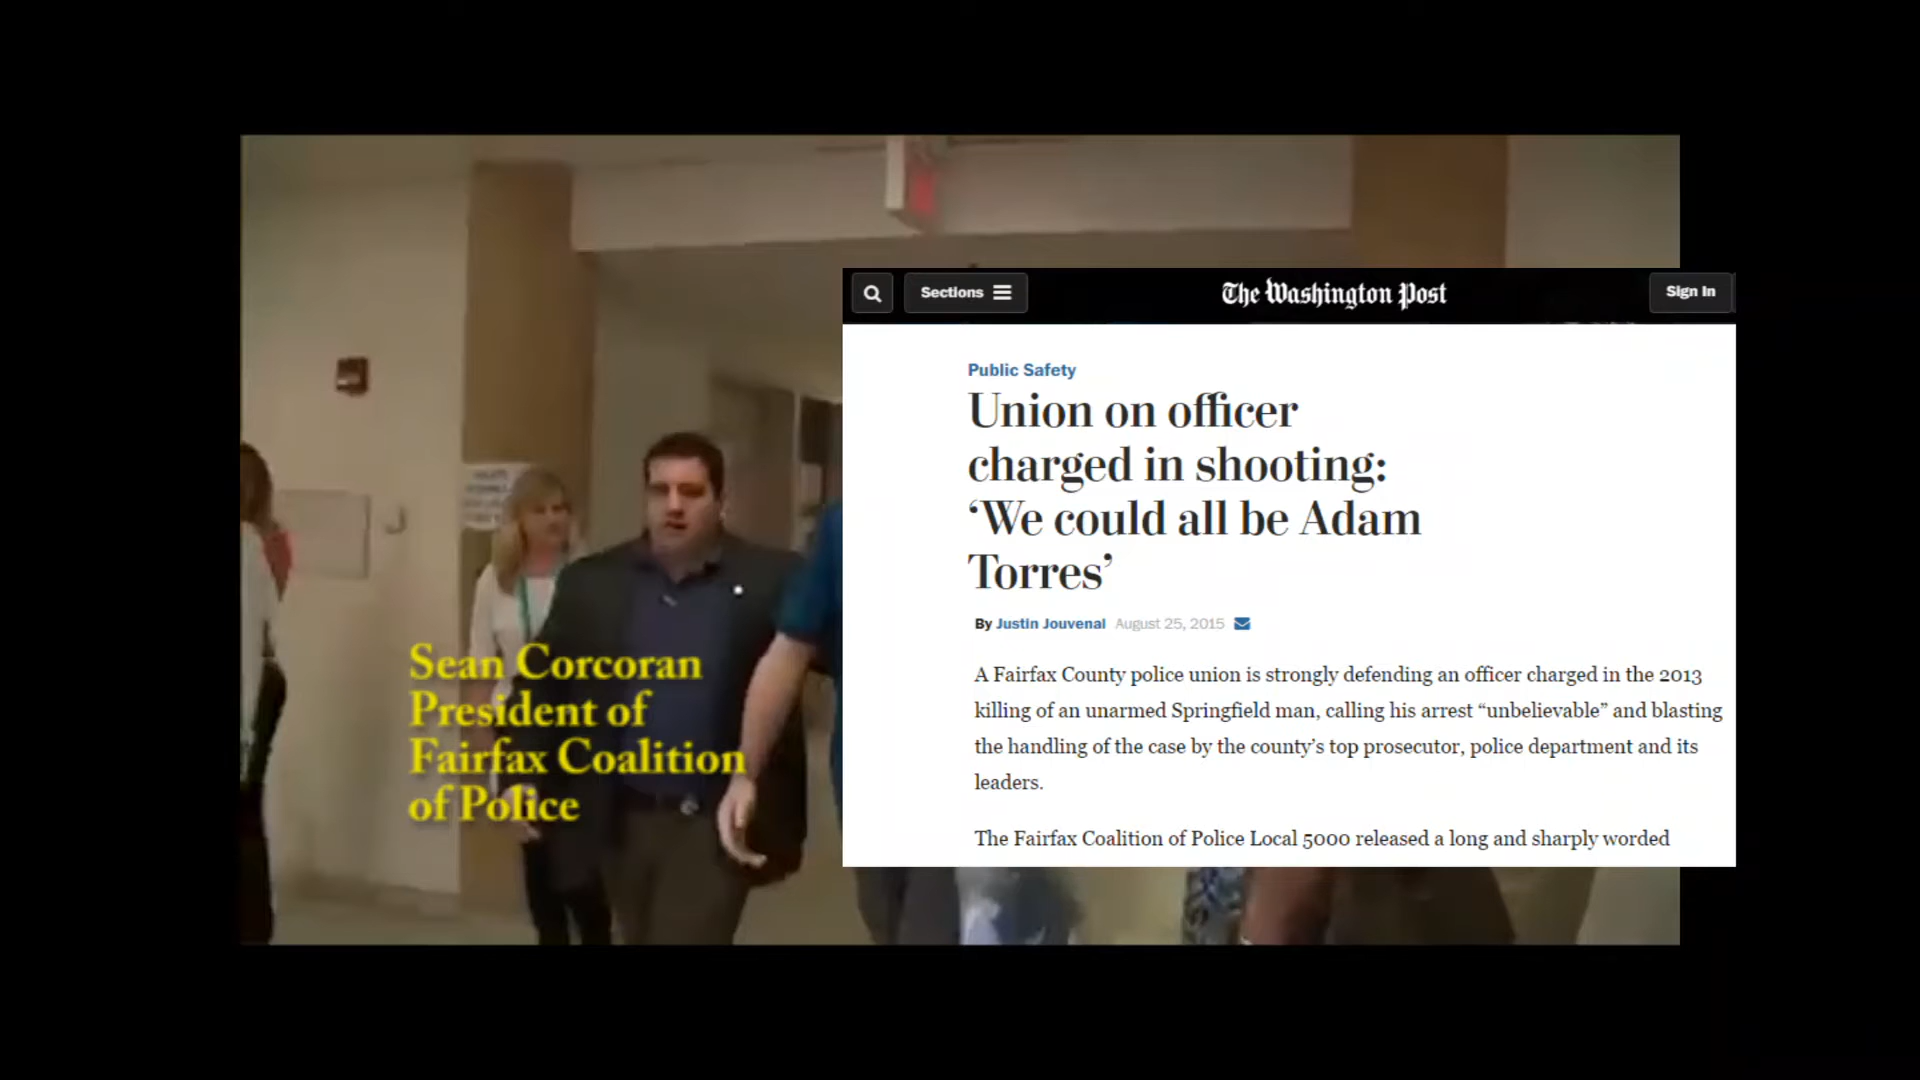 Sections
The Washington Post
Sign In
Public Safety
Union on officer
charged in shooting:
‘We could all be Adam
Torres’
By Justin Jouvenal August 25, 2015
A Fairfax County police union is strongly defending an officer charged in the 2013
killing of an unarmed Springfield man, calling his arrest “unbelievable” and blasting
the handling of the case by the county’s top prosecutor, police department and its
leaders.
The Fairfax Coalition of Police Local 5000 released a long and sharply worded
Sean Corcoran
President of
Fairfax Coalition
of Police